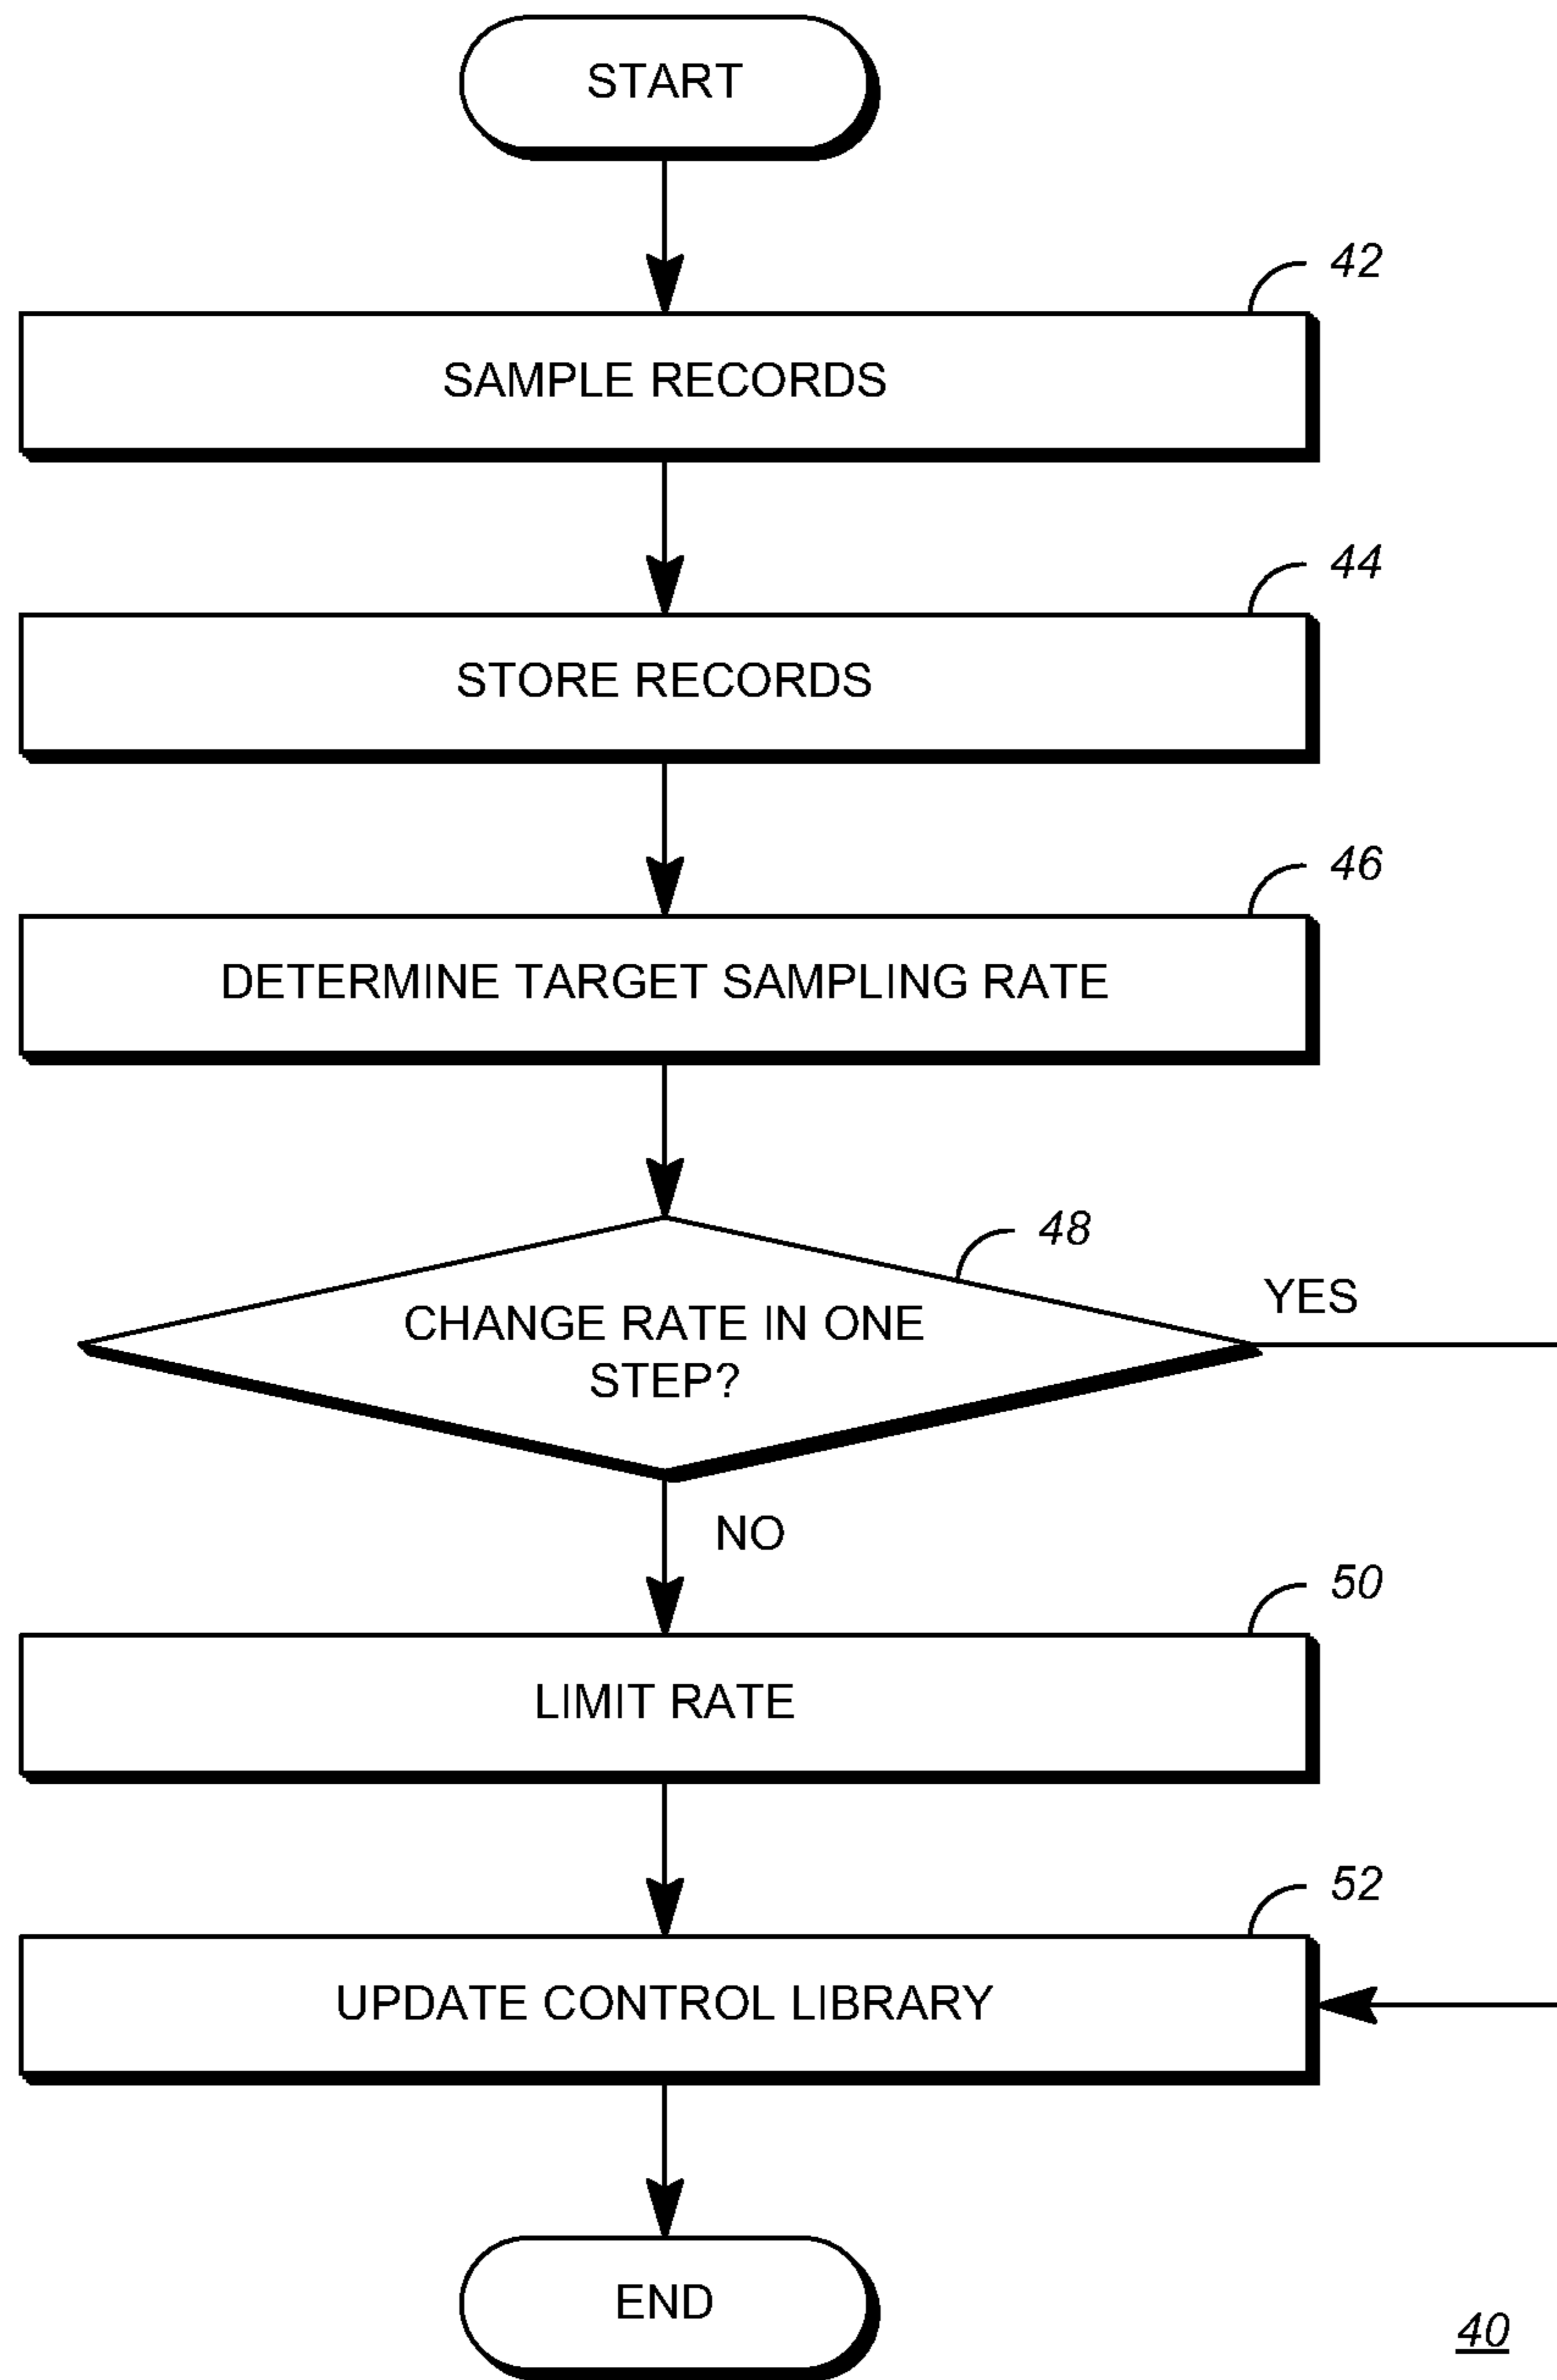 START
42
SAMPLE RECORDS
44
STORE RECORDS
46
DETERMINE TARGET SAMPLING RATE
48
CHANGE RATE IN ONE
STEP?
YES
NO
50
LIMIT RATE
52
UPDATE CONTROL LIBRARY
END
40